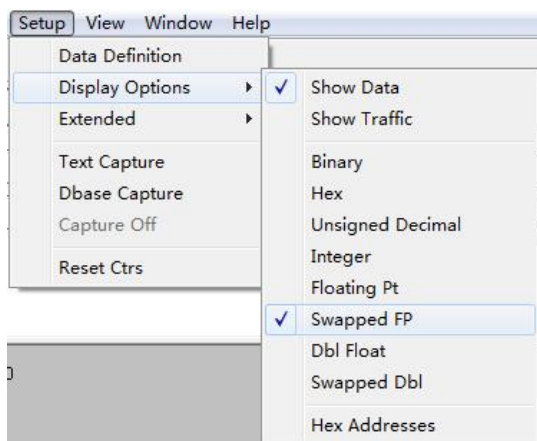 Setup View Window Help
Data Definition
Display Options
Extended
Text Capture
Dbase Capture
Capture Off
Reset Ctrs
Show Data
Show Traffic
Binary
Hex
Unsigned Decimal
Integer
Floating Pt
Swapped FP
Dbl Float
Swapped Dbl
Hex Addresses